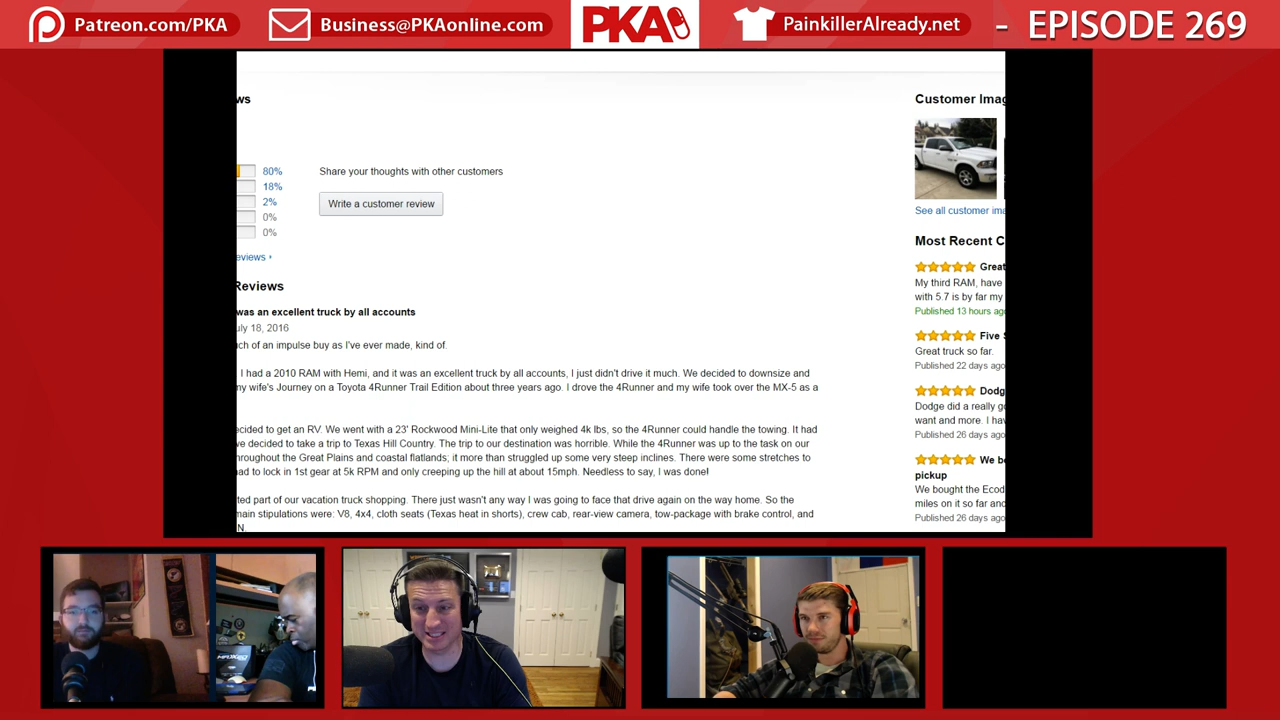 Patreon.com/PKA
Business@PKAonline.com
PKA
PainkillerAlready.net
- EPISODE 269
ws
80%
18%
2%
0%
0%
eviews
Share your thoughts with other customers
Write a customer review
Reviews
was an excellent truck by all accounts
uly 18, 2016
uch of an impulse buy as I've ever made, kind of.
I had a 2010 RAM with Hemi, and it was an excellent truck by all accounts, I just didn't drive it much. We decided to downsize and
my wife's Journey on a Toyota 4Runner Trail Edition about three years ago. I drove the 4Runner and my wife took over the MX-5 as a
ecided to get an RV. We went with a 23' Rockwood Mini-Lite that only weighed 4k lbs, so the 4Runner could handle the towing. It had
ve decided to take a trip to Texas Hill Country. The trip to our destination was horrible. While the 4Runner was up to the task on our
hroughout the Great Plains and coastal flatlands; it more than struggled up some very steep inclines. There were some stretches to
had to lock in 1st gear at 5k RPM and only creeping up the hill at about 15mph. Needless to say, I was done!
ted part of our vacation truck shopping. There just wasn't any way I was going to face that drive again on the way home. So the
main stipulations were: V8, 4x4, cloth seats (Texas heat in shorts), crew cab, rear-view camera, tow-package with brake control, and
N.
Customer Imag
See all customer ima
Most Recent C
Great
My third RAM, have
with 5.7 is by far my
Published 13 hours ago
Five S
Great truck so far.
Published 22 days ago
Dodg
Dodge did a really go
want and more. I hav
Published 26 days ago
We bo
pickup
We bought the Ecod
miles on it so far and
Published 26 days ago